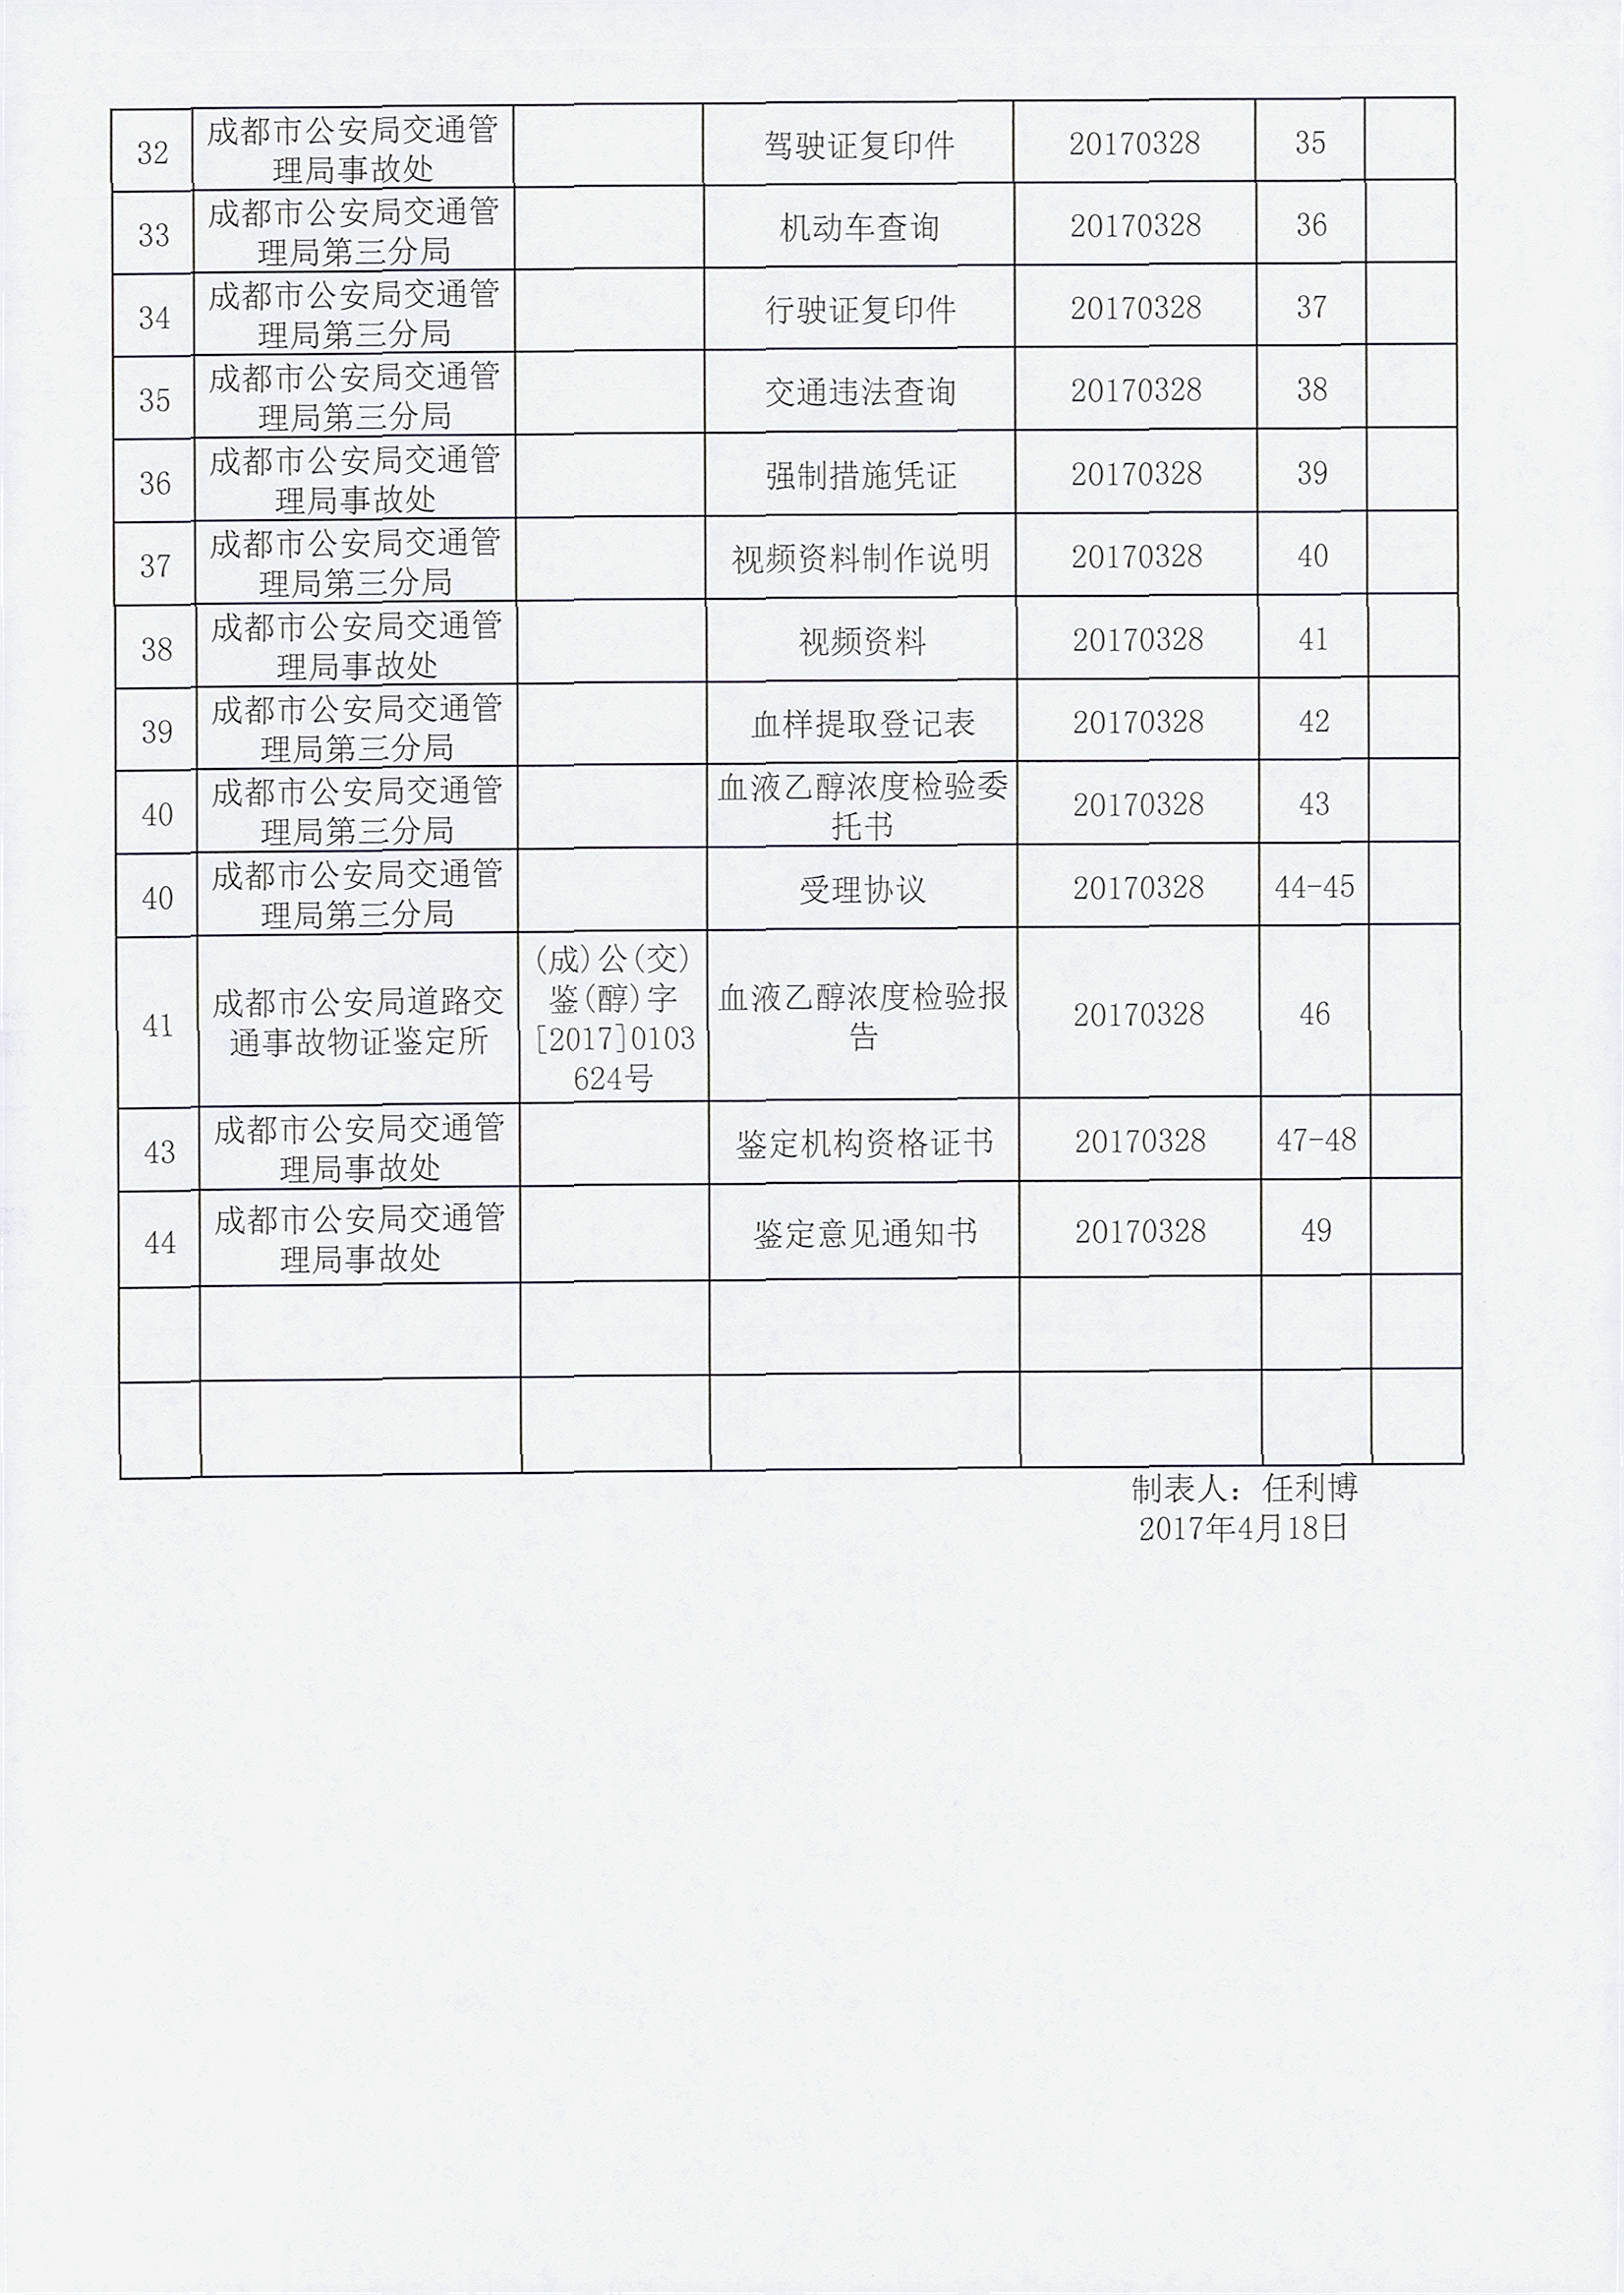 32 成都市公安局交通管理局事故处 驾驶证复印件 20170328 35
33 成都市公安局交通管理局第三分局 机动车查询 20170328 36
34 成都市公安局交通管理局第三分局 行驶证复印件 20170328 37
35 成都市公安局交通管理局第三分局 交通违法查询 20170328 38
36 成都市公安局交通管理局事故处 强制措施凭证 20170328 39
37 成都市公安局交通管理局第三分局 视频资料制作说明 20170328 40
38 成都市公安局交通管理局事故处 视频资料 20170328 41
39 成都市公安局交通管理局第三分局 血样提取登记表 20170328 42
40 成都市公安局交通管理局第三分局 血液乙醇浓度检验委托书 20170328 43
40 成都市公安局交通管理局第三分局 受理协议 20170328 44-45
41 成都市公安局道路交通事故物证鉴定所 (成)公(交)鉴(醇)字[2017]0103624号 血液乙醇浓度检验报告 20170328 46
43 成都市公安局交通管理局事故处 鉴定机构资格证书 20170328 47-48
44 成都市公安局交通管理局事故处 鉴定意见通知书 20170328 49
制表人：任利博
2017年4月18日